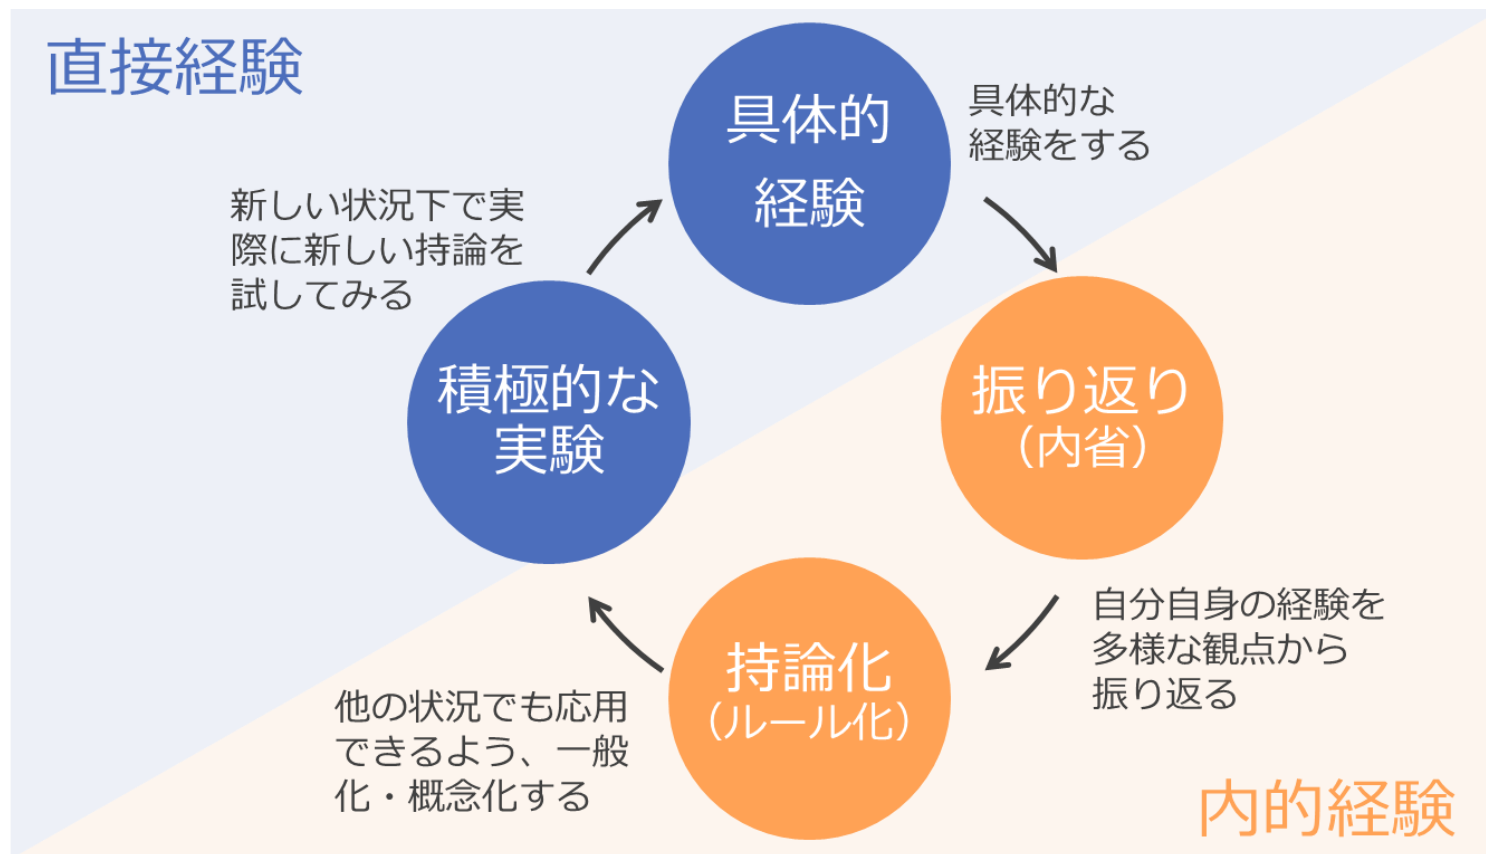 直接経験
具体的
経験
具体的な
経験をする
新しい状況下で実
際に新しい持論を
試してみる
積極的な
実験
振り返り
（内省）
自分自身の経験を
多様な観点から
振り返る
持論化
（ルール化）
他の状況でも応用
できるよう、一般
化・概念化する
内的経験